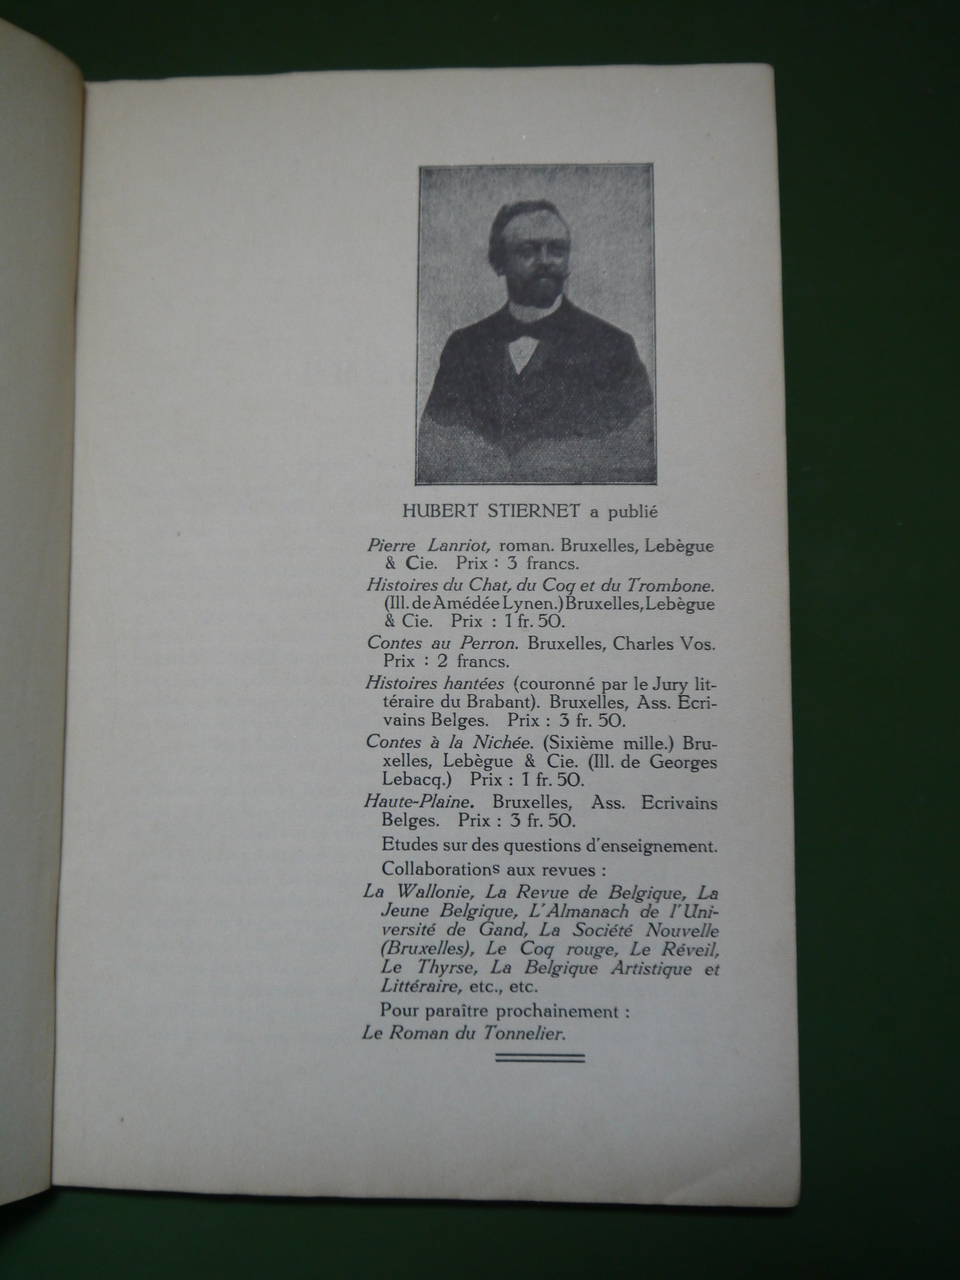 HUBERT STIERNET a publié
Pierre Lanriot, roman. Bruxelles, Lebègue
& Cie. Prix : 3 francs.
Histoires du Chat, du Coq et du Trombone.
(Ill. de Amédée Lynen.) Bruxelles, Lebègue
& Cie. Prix : 1 fr. 50.
Contes au Perron. Bruxelles, Charles Vos.
Prix : 2 francs.
Histoires hantées (couronné par le Jury lit-
téraire du Brabant). Bruxelles, Ass. Ecri-
vains Belges. Prix : 3 fr. 50.
Contes à la Nichée. (Sixième mille.) Bru-
xelles, Lebègue & Cie. (Ill. de Georges
Lebacq.) Prix : 1 fr. 50.
Haute-Plaine. Bruxelles, Ass. Ecrivains
Belges. Prix : 3 fr. 50.
Etudes sur des questions d'enseignement.
Collaborations aux revues :
La Wallonie, La Revue de Belgique, La
Jeune Belgique, L'Almanach de l'Uni-
versité de Gand, La Société Nouvelle
(Bruxelles), Le Coq rouge, Le Réveil,
Le Thyrse, La Belgique Artistique et
Littéraire, etc., etc.
Pour paraître prochainement :
Le Roman du Tonnelier.